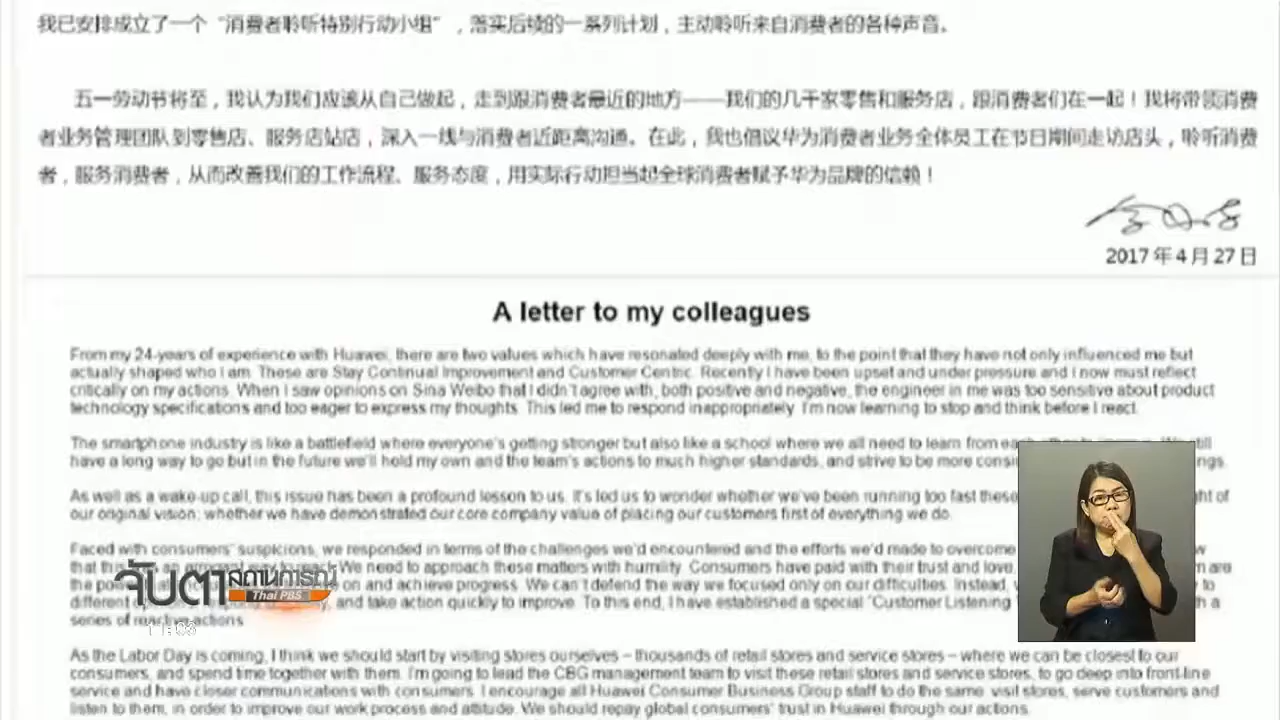 我已安排成立了一个“消费者聆听特别行动小组”，落实后续的一系列计划，主动聆听来自消费者的各种声音。
五一劳动节将至，我认为我们应该从自己做起，走到跟消费者最近的地方——我们的几千家零售和服务店，跟消费者们在一起！我将带领消费
者业务管理团队到零售店、服务店站店，深入一线与消费者近距离沟通。在此，我也倡议华为消费者业务全体员工在节日期间走访店头，聆听消费
者，服务消费者，从而改善我们的工作流程、服务态度，用实际行动担当起全球消费者赋予华为品牌的信赖！
2017 年 4 月 27 日
A letter to my colleagues
From my 24-years of experience with Huawei, there are two values which have resonated deeply with me, to the point that they have not only influenced me but
actually shaped who I am. These are Stay Continual Improvement and Customer Centric. Recently I have been upset and under pressure and I now must reflect
critically on my actions. When I saw opinions on Sina Weibo that I didn't agree with, both positive and negative, the engineer in me was too sensitive about product
technology specifications and too eager to express my thoughts. This led me to respond inappropriately. I'm now learning to stop and think before I react.
The smartphone industry is like a battlefield where everyone's getting stronger but also like a school where we all need to learn from
have a long way to go but in the future we'll hold my own and the team's actions to much higher standards, and strive to be more
As well as a wake-up call, this issue has been a profound lesson to us. It's led us to wonder whether we've been running too fast these of
our original vision; whether we have demonstrated our core company value of placing our customers first of everything we do.
Faced with consumers' suspicions, we responded in terms of the challenges we'd encountered and the efforts we'd made to overcome
that We need to approach these matters with humility. Consumers have paid with their trust and love. are
the on and achieve progress. We can't defend the way we focused only on our difficulties. Instead, to
different and take action quickly to improve. To this end, I have established a special "Customer Listening a
series of actions
As the Labor Day is coming, I think we should start by visiting stores ourselves – thousands of retail stores and service stores – where we can be closest to our
consumers, and spend time together with them. I'm going to lead the CBG management team to visit these retail stores and service stores, to go deep into front-line
service and have closer communications with consumers. I encourage all Huawei Consumer Business Group staff to do the same: visit stores, serve customers and
listen to them, in order to improve our work process and attitude. We should repay global consumers' trust in Huawei through our actions.
จับตา
สถานการณ์
Thai PBS